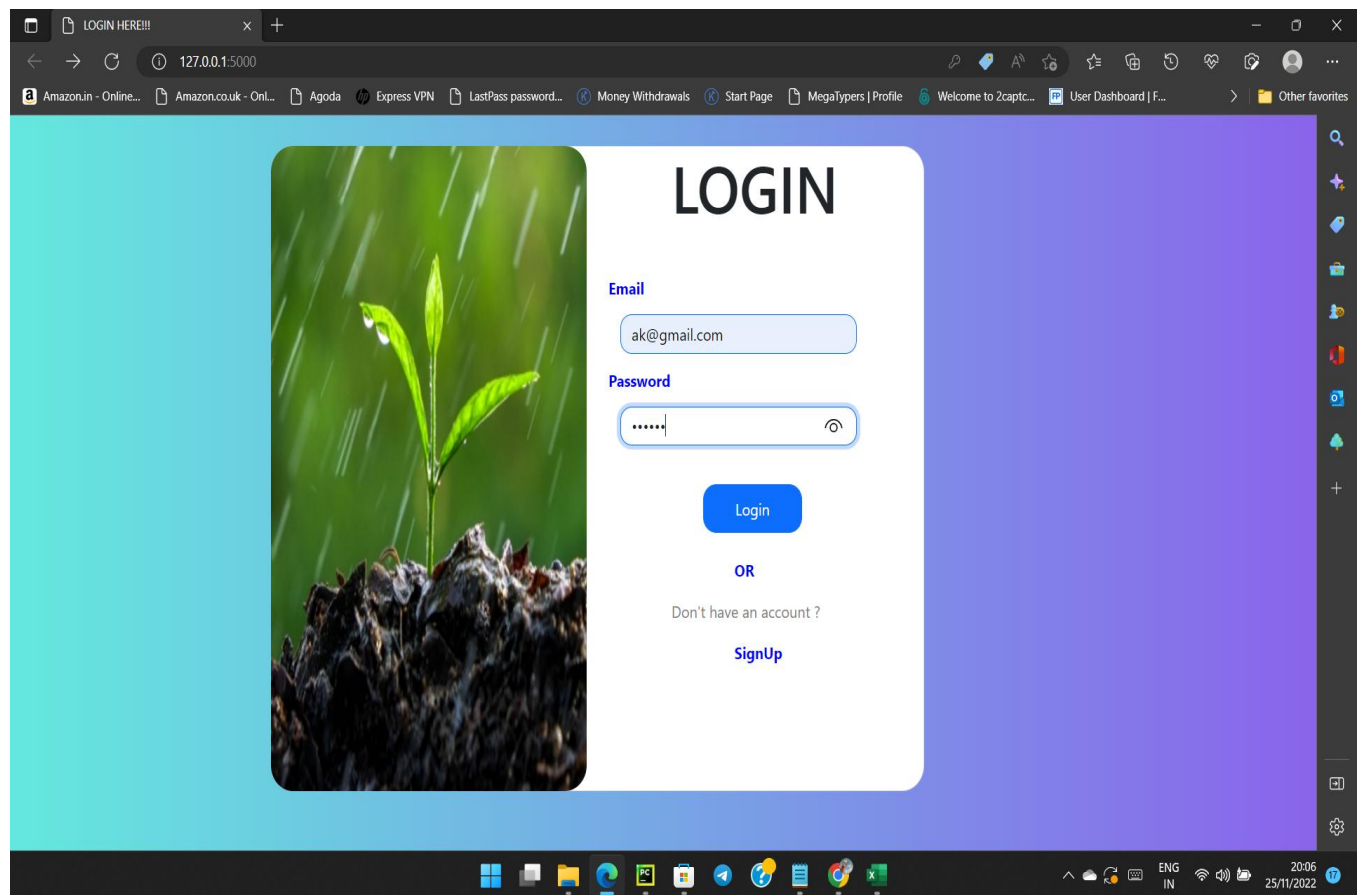 LOGIN HERE!!!
127.0.0.1:5000
Amazon.in - Online... Amazon.co.uk - Onl... Agoda Express VPN LastPass password... Money Withdrawals Start Page MegaTypers | Profile Welcome to 2captc... User Dashboard | F... Other favorites
LOGIN
Email
ak@gmail.com
Password
••••••
Login
OR
Don't have an account ?
SignUp
ENG
IN
20:06
25/11/2022
17